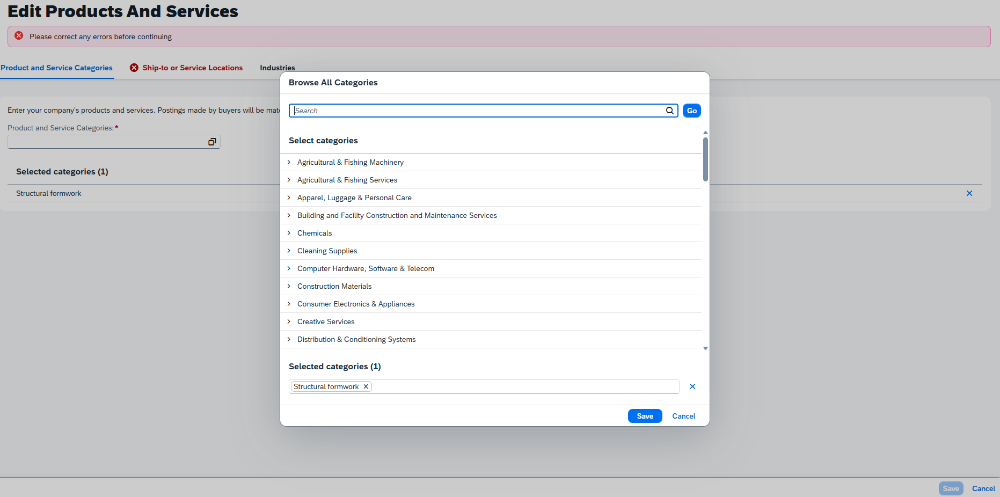 Edit Products And Services
Please correct any errors before continuing
Product and Service Categories
Ship-to or Service Locations
Industries
Enter your company's products and services. Postings made by buyers will be
Product and Service Categories:*
Selected categories (1)
Structural formwork
Browse All Categories
Search
Go
Select categories
Agricultural & Fishing Machinery
Agricultural & Fishing Services
Apparel, Luggage & Personal Care
Building and Facility Construction and Maintenance Services
Chemicals
Cleaning Supplies
Computer Hardware, Software & Telecom
Construction Materials
Consumer Electronics & Appliances
Creative Services
Distribution & Conditioning Systems
Selected categories (1)
Structural formwork
Save Cancel
Save Cancel